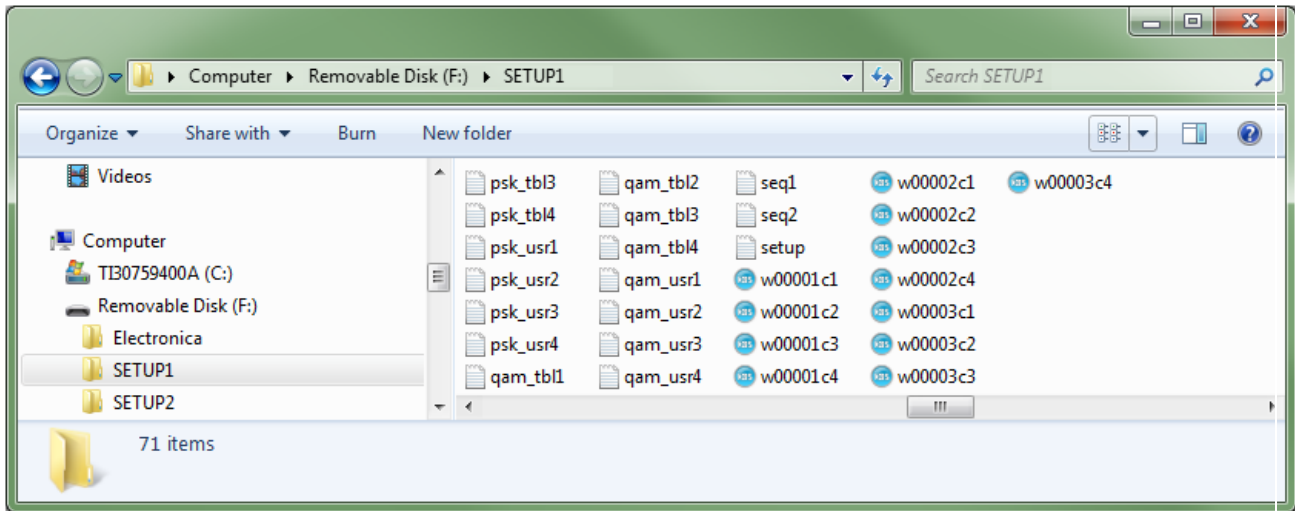 Computer ▸ Removable Disk (F:) ▸ SETUP1
Search SETUP1
Organize Share with Burn New folder
Videos
Computer
TI30759400A (C:)
Removable Disk (F:)
Electronica
SETUP1
SETUP2
psk_tbl3 qam_tbl2 seq1 w00002c1 w00003c4
psk_tbl4 qam_tbl3 seq2 w00002c2
psk_usr1 qam_tbl4 setup w00002c3
psk_usr2 qam_usr1 w00001c1 w00002c4
psk_usr3 qam_usr2 w00001c2 w00003c1
psk_usr4 qam_usr3 w00001c3 w00003c2
qam_tbl1 qam_usr4 w00001c4 w00003c3
71 items